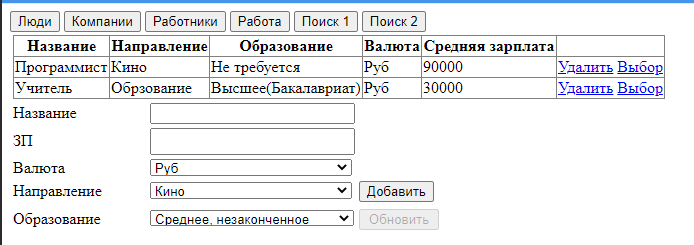 Люди Компании Работники Работа Поиск 1 Поиск 2
Название Направление Образование Валюта Средняя зарплата
Программист Кино Не требуется Руб 90000 Удалить Выбор
Учитель Обрзование Высшее(Бакалавриат) Руб 30000 Удалить Выбор
Название
ЗП
Валюта Руб
Направление Кино Добавить
Образование Среднее, незаконченное Обновить